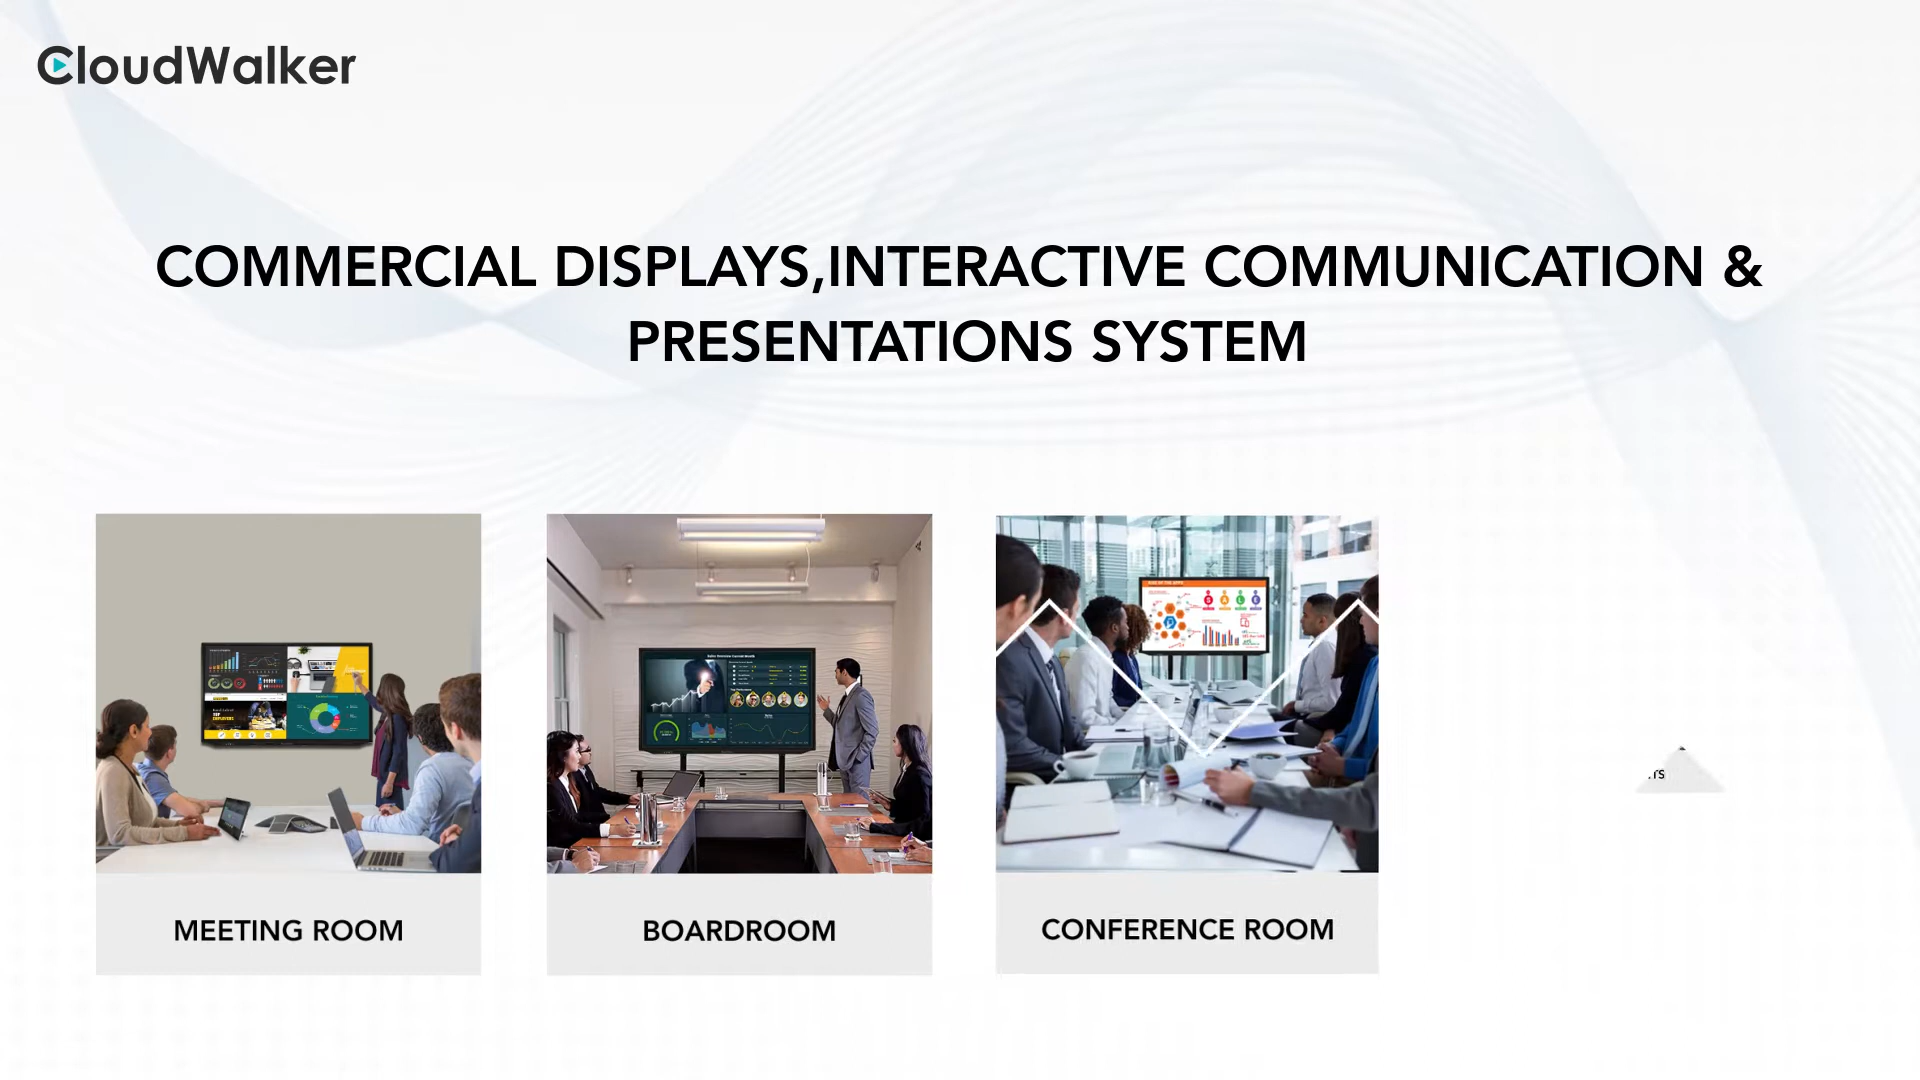 CloudWalker
COMMERCIAL DISPLAYS,INTERACTIVE COMMUNICATION &
PRESENTATIONS SYSTEM
MEETING ROOM
BOARDROOM
CONFERENCE ROOM